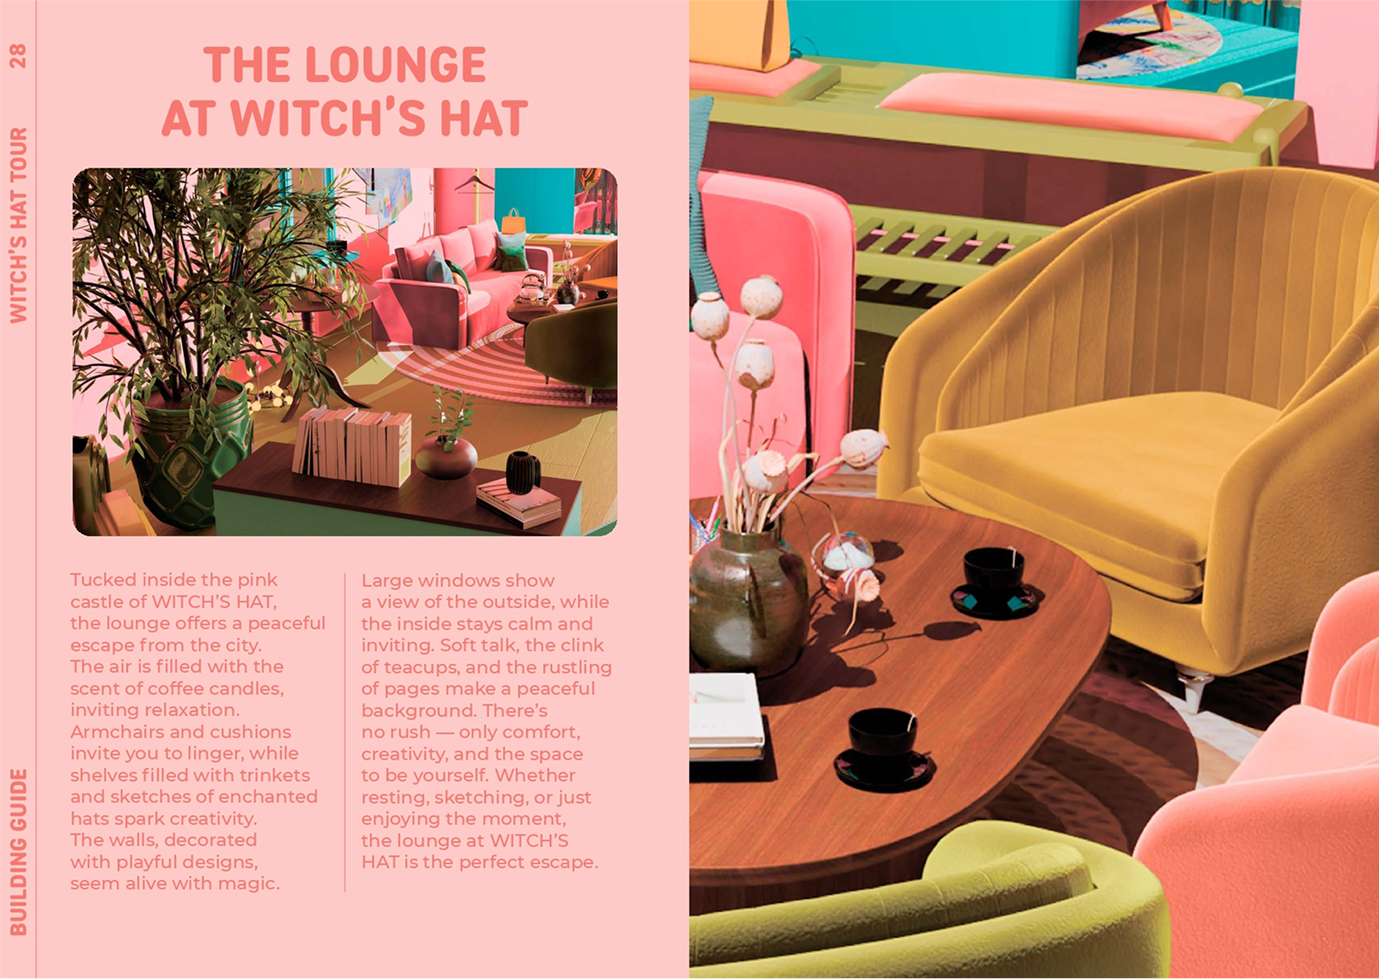 28
WITCH'S HAT TOUR
BUILDING GUIDE
THE LOUNGE
AT WITCH'S HAT
Tucked inside the pink
castle of WITCH'S HAT,
the lounge offers a peaceful
escape from the city.
The air is filled with the
scent of coffee candles,
inviting relaxation.
Armchairs and cushions
invite you to linger, while
shelves filled with trinkets
and sketches of enchanted
hats spark creativity.
The walls, decorated
with playful designs,
seem alive with magic.
Large windows show
a view of the outside, while
the inside stays calm and
inviting. Soft talk, the clink
of teacups, and the rustling
of pages make a peaceful
background. There's
no rush — only comfort,
creativity, and the space
to be yourself. Whether
resting, sketching, or just
enjoying the moment,
the lounge at WITCH'S
HAT is the perfect escape.